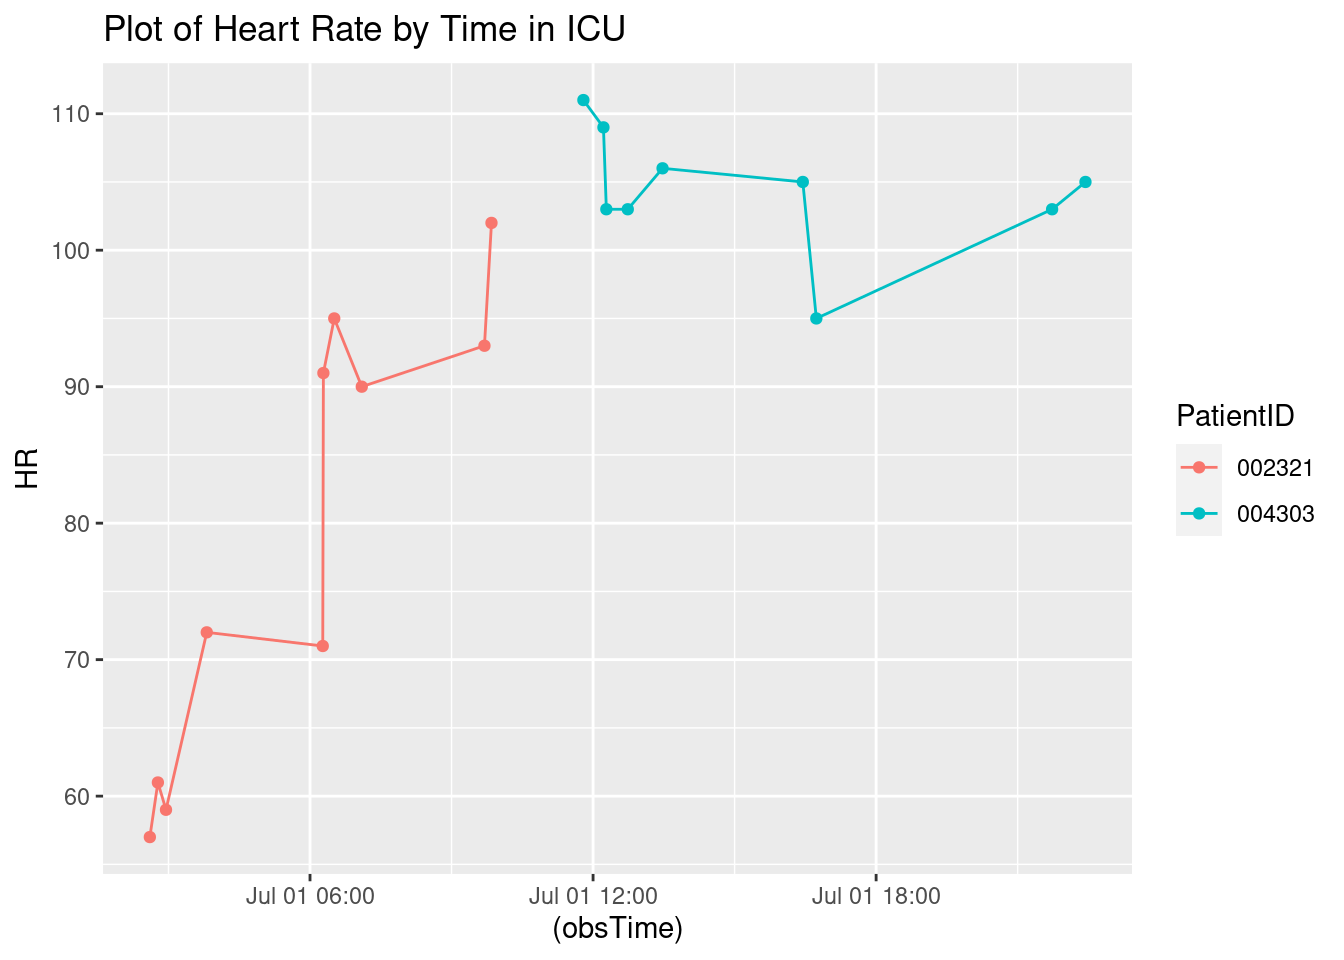 Plot of Heart Rate by Time in ICU
110
100
90
80
70
60
HR
Jul 01 06:00
Jul 01 12:00
Jul 01 18:00
(obsTime)
PatientID
002321
004303